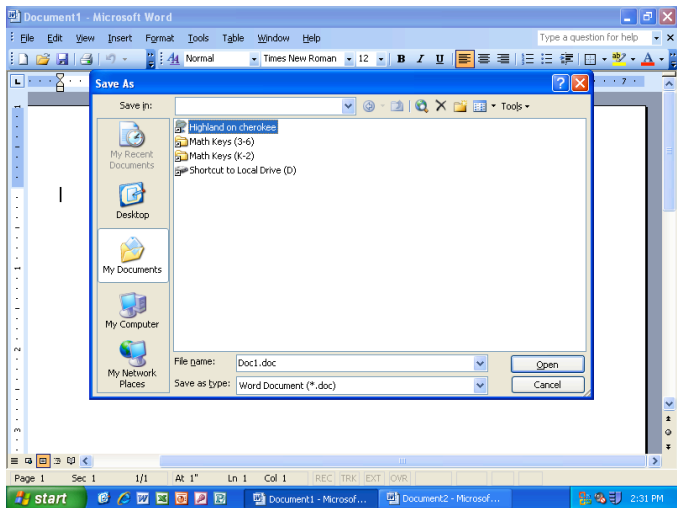 Document1 - Microsoft Word
File Edit View Insert Format Tools Table Window Help Type a question for help
Normal Times New Roman 12 B I U A
L 7
Save As
Save in: Tools
My Recent Documents
Desktop
My Documents
My Computer
My Network Places
Highland on cherokee
Math Keys (3-6)
Math Keys (K-2)
Shortcut to Local Drive (D)
File name: Doc1.doc Open
Save as type: Word Document (*.doc) Cancel
Page 1 Sec 1 1/1 At 1" Ln 1 Col 1 REC TRK EXT OVR
start Document1 - Microsof... Document2 - Microsof... 2:31 PM